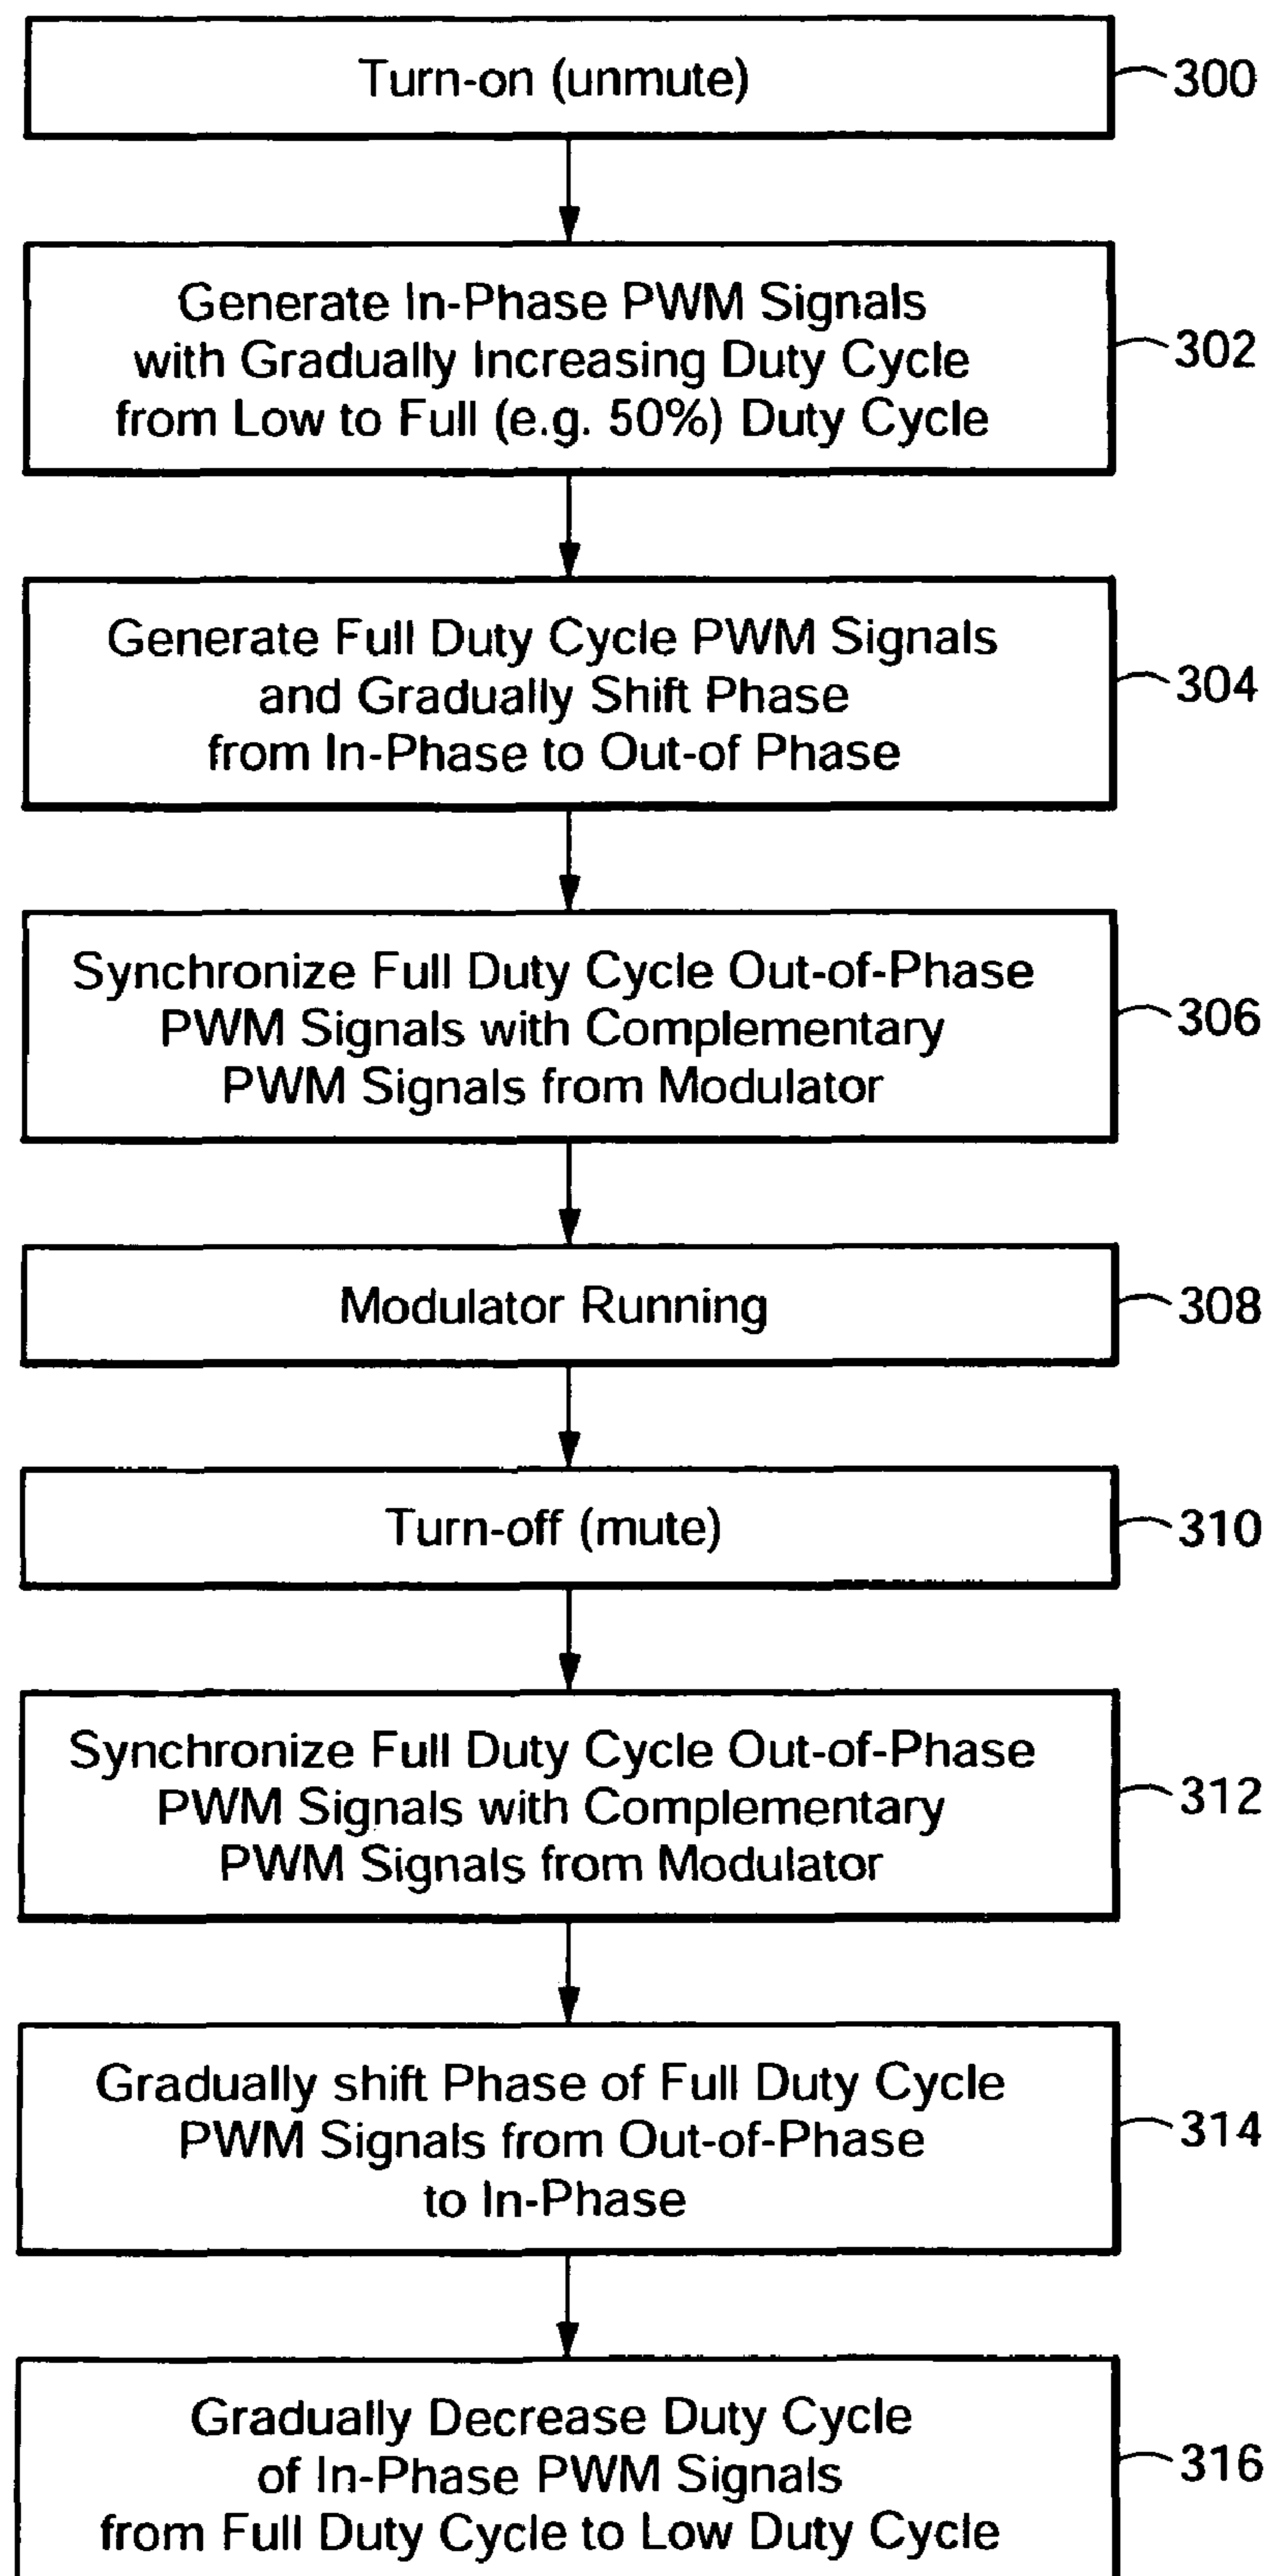 Turn-on (unmute)
300
Generate In-Phase PWM Signals
with Gradually Increasing Duty Cycle
from Low to Full (e.g. 50%) Duty Cycle
302
Generate Full Duty Cycle PWM Signals
and Gradually Shift Phase
from In-Phase to Out-of Phase
304
Synchronize Full Duty Cycle Out-of-Phase
PWM Signals with Complementary
PWM Signals from Modulator
306
Modulator Running
308
Turn-off (mute)
310
Synchronize Full Duty Cycle Out-of-Phase
PWM Signals with Complementary
PWM Signals from Modulator
312
Gradually shift Phase of Full Duty Cycle
PWM Signals from Out-of-Phase
to In-Phase
314
Gradually Decrease Duty Cycle
of In-Phase PWM Signals
from Full Duty Cycle to Low Duty Cycle
316